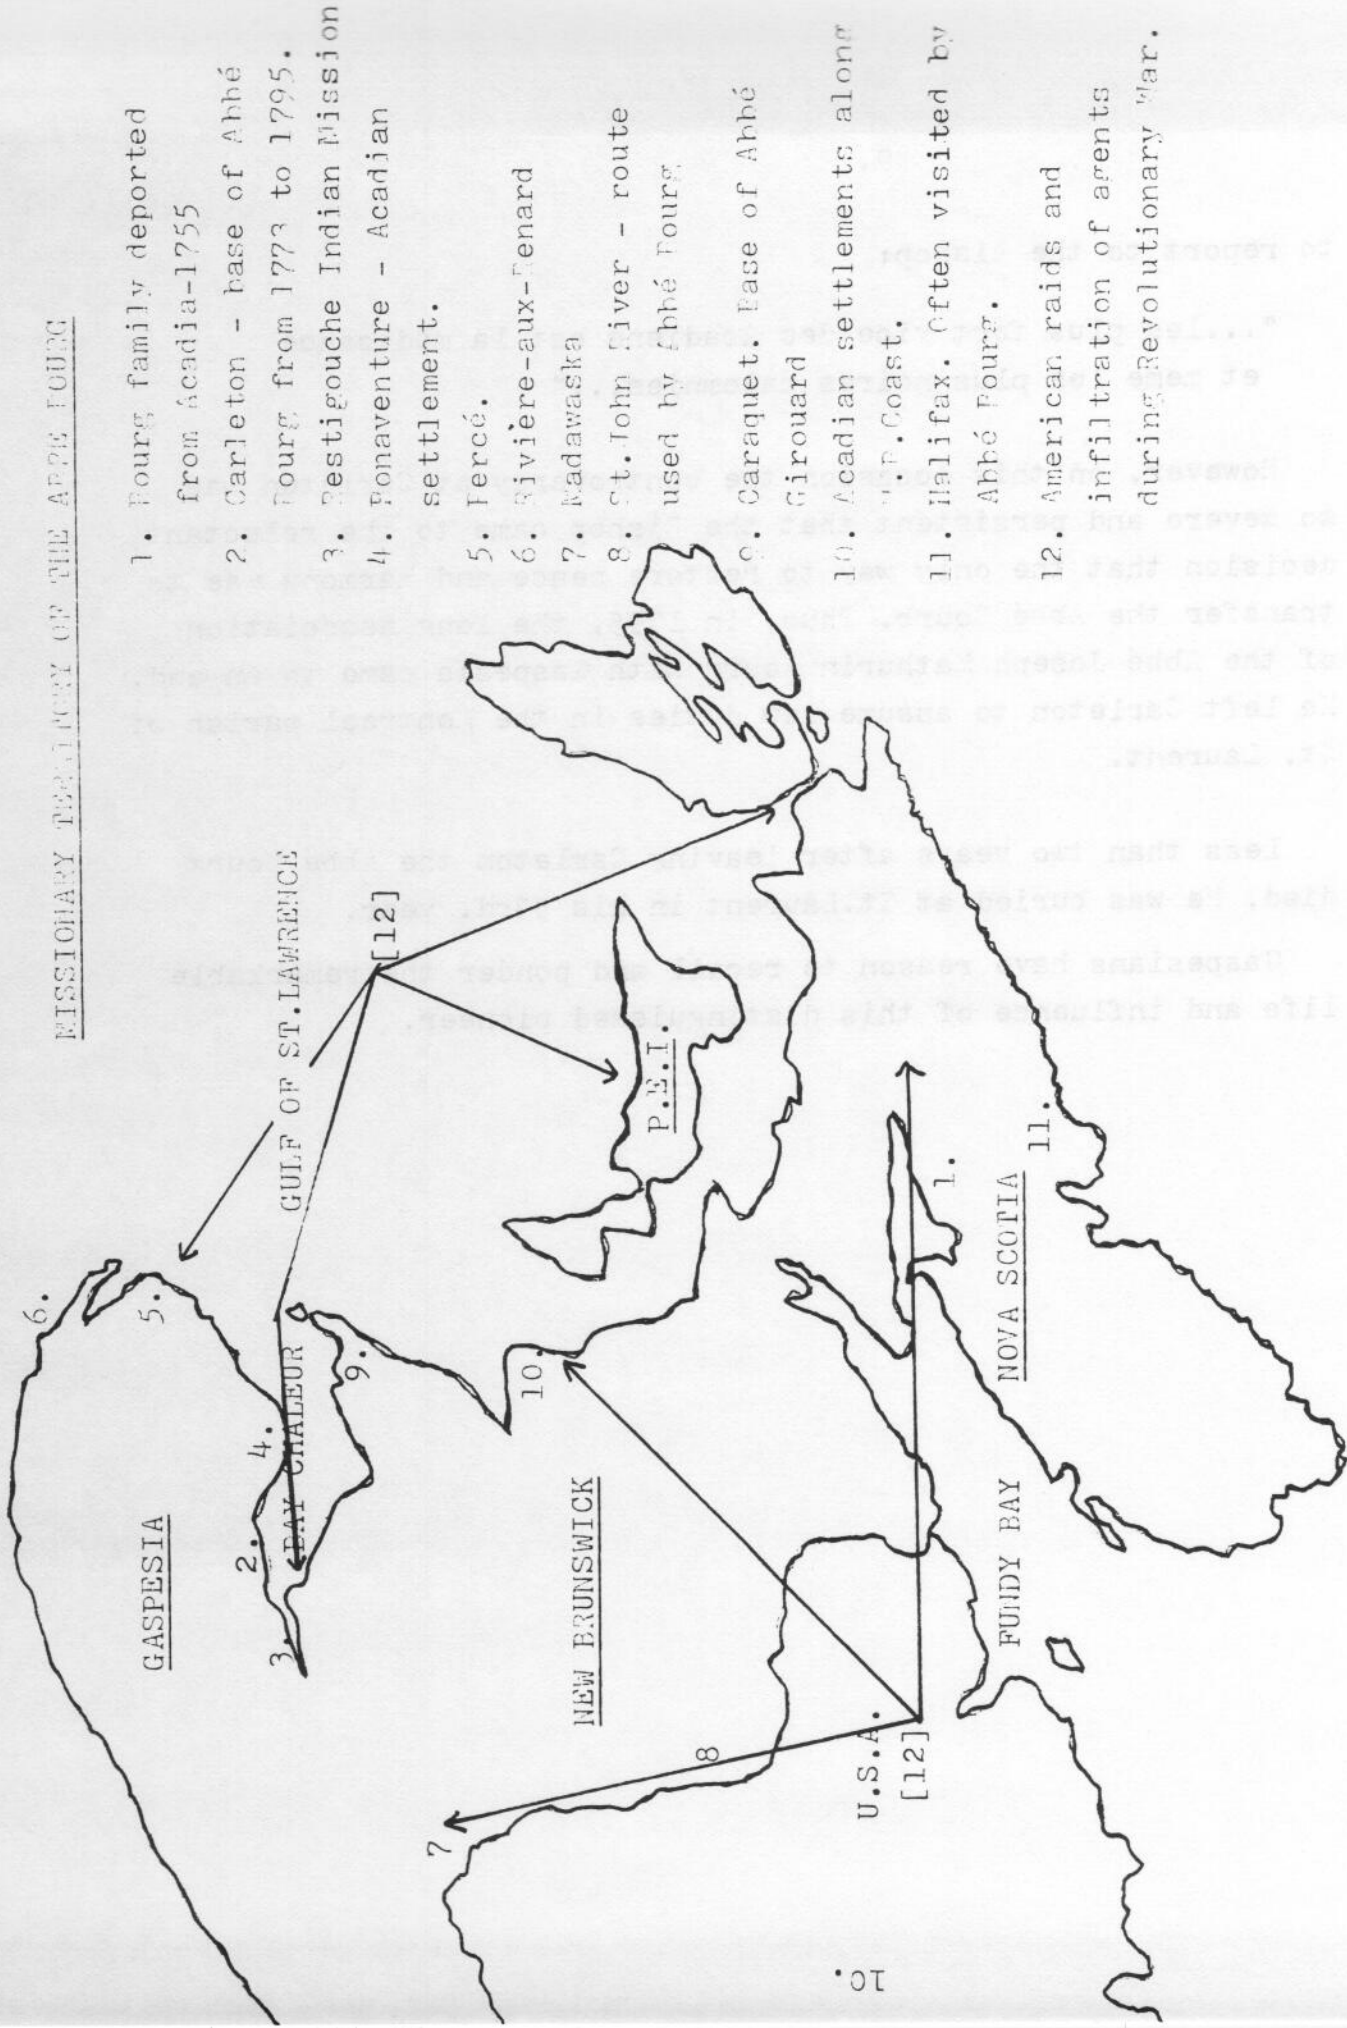 MISSIONARY TERRITORY OF THE ABBE BOURG
1. Bourg family deported
from Acadia-1755
2. Carleton - base of Abbé
Bourg from 1773 to 1795.
3. Restigouche Indian Mission
4. Bonaventure - Acadian
settlement.
5. Percé.
6. Rivière-aux-Renard
7. Madawaska
8. St.John River - route
used by Abbé Bourg
9. Caraquet. Base of Abbé
Girouard
10. Acadian settlements along
NB.Coast.
11. Halifax. Often visited by
Abbé Bourg.
12. American raids and
infiltration of agents
during Revolutionary War.
6.
5.
GASPESIA
2.
4.
3.
BAY CHALEUR
GULF OF ST.LAWRENCE
9.
[12]
7
10.
NEW BRUNSWICK
P.E.I.
8
U.S.A.
[12]
1.
NOVA SCOTIA
FUNDY BAY
11.
10.